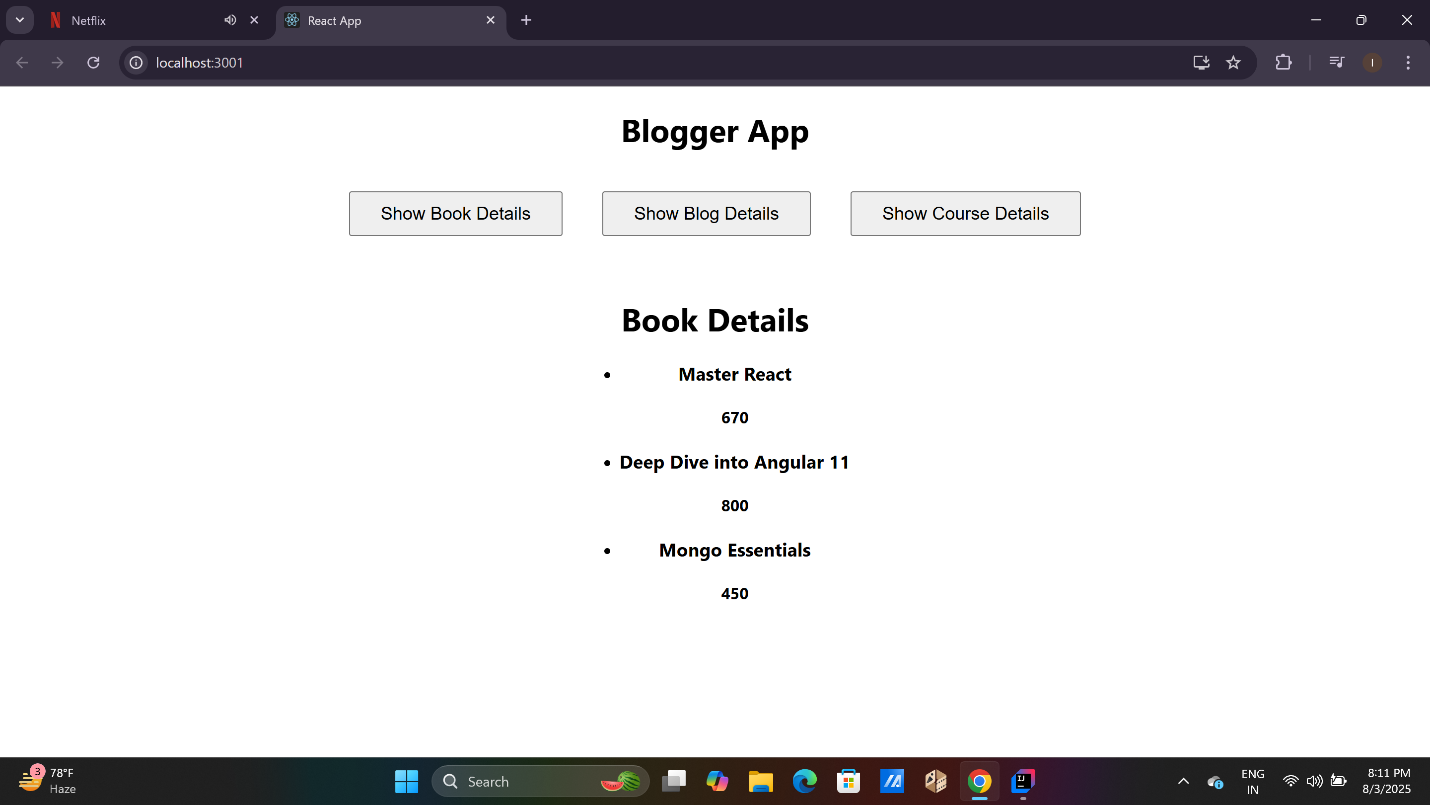 Netflix
React App
localhost:3001
I
Blogger App
Show Book Details Show Blog Details Show Course Details
Book Details
• Master React
670
• Deep Dive into Angular 11
800
• Mongo Essentials
450
3
78°F
Haze
Search
IJ
ENG
IN
8:11 PM
8/3/2025